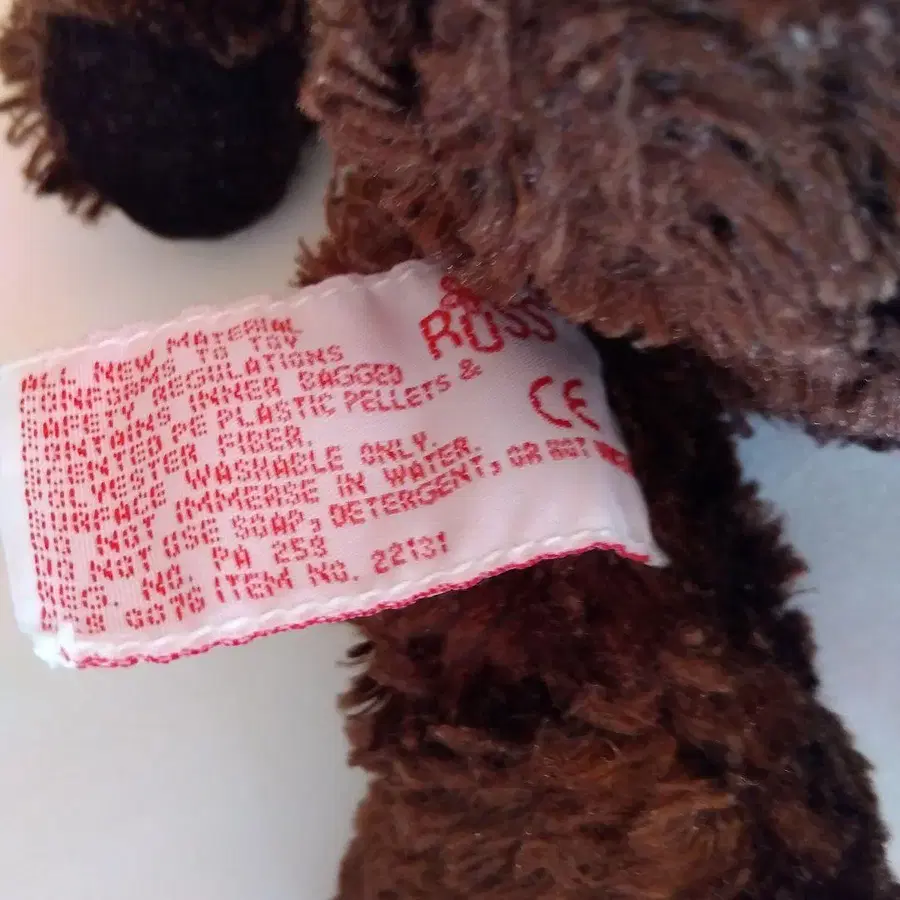 RUSS
CE
ALL NEW MATERIAL
CONFORMS TO TOY
SAFETY REGULATIONS
CONTAINS INNER BAGGED
PLASTIC PELLETS &
POLYESTER FIBER.
SURFACE WASHABLE ONLY.
DO NOT IMMERSE IN WATER.
DO NOT USE SOAP, DETERGENT, OR HOT
REG. NO. PA 253
ITEM No. 22131